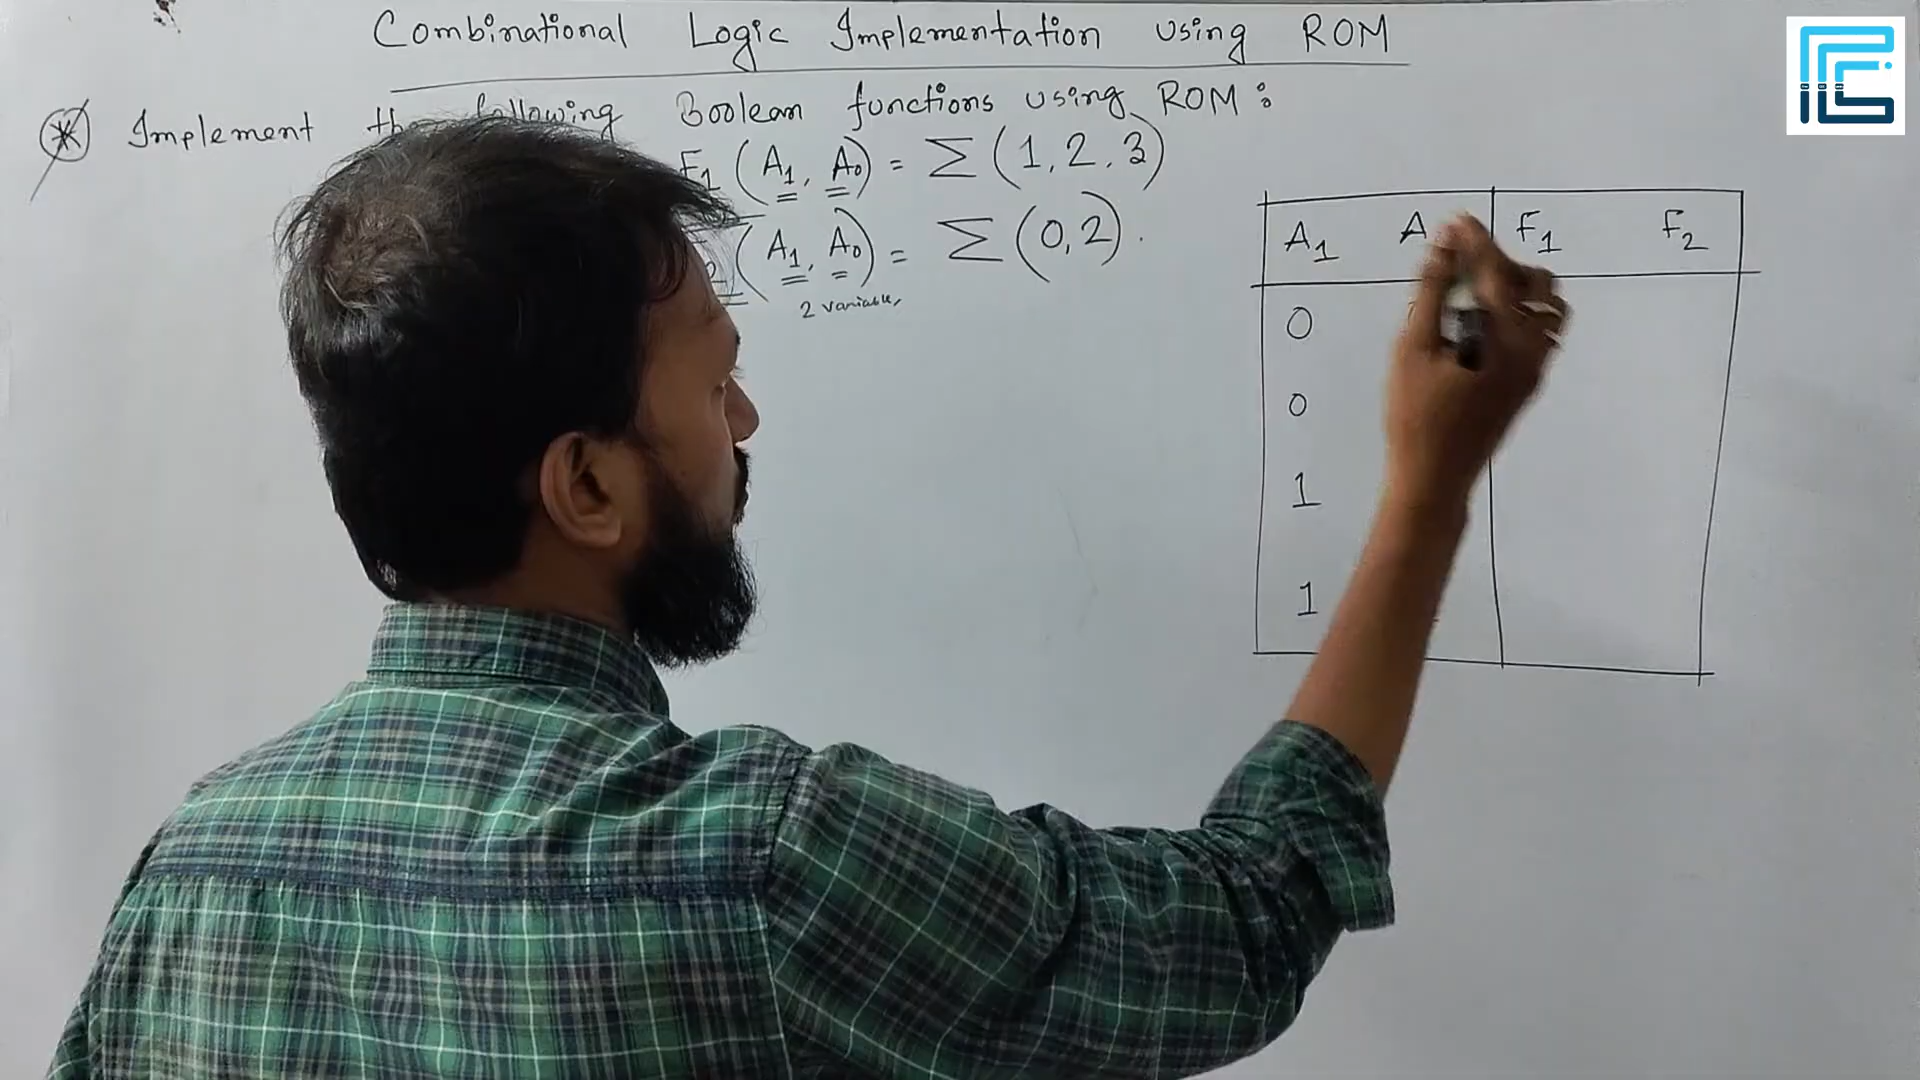 Combinational Logic Implementation using ROM
Implement the following Boolean functions using ROM :
F1 (A1, A0) = Σ (1, 2, 3)
(A1, A0) = Σ (0, 2).
2 variable,
A1 A F1 F2
0
0
1
1